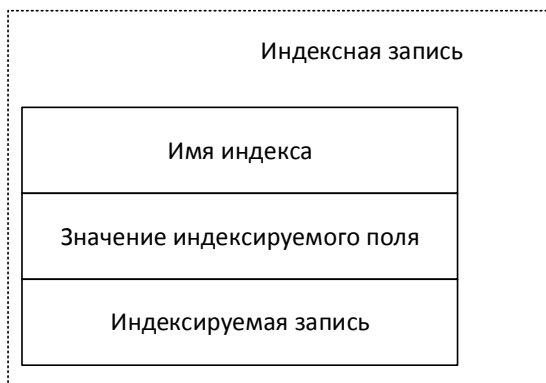 Индексная запись
Имя индекса
Значение индексируемого поля
Индексируемая запись